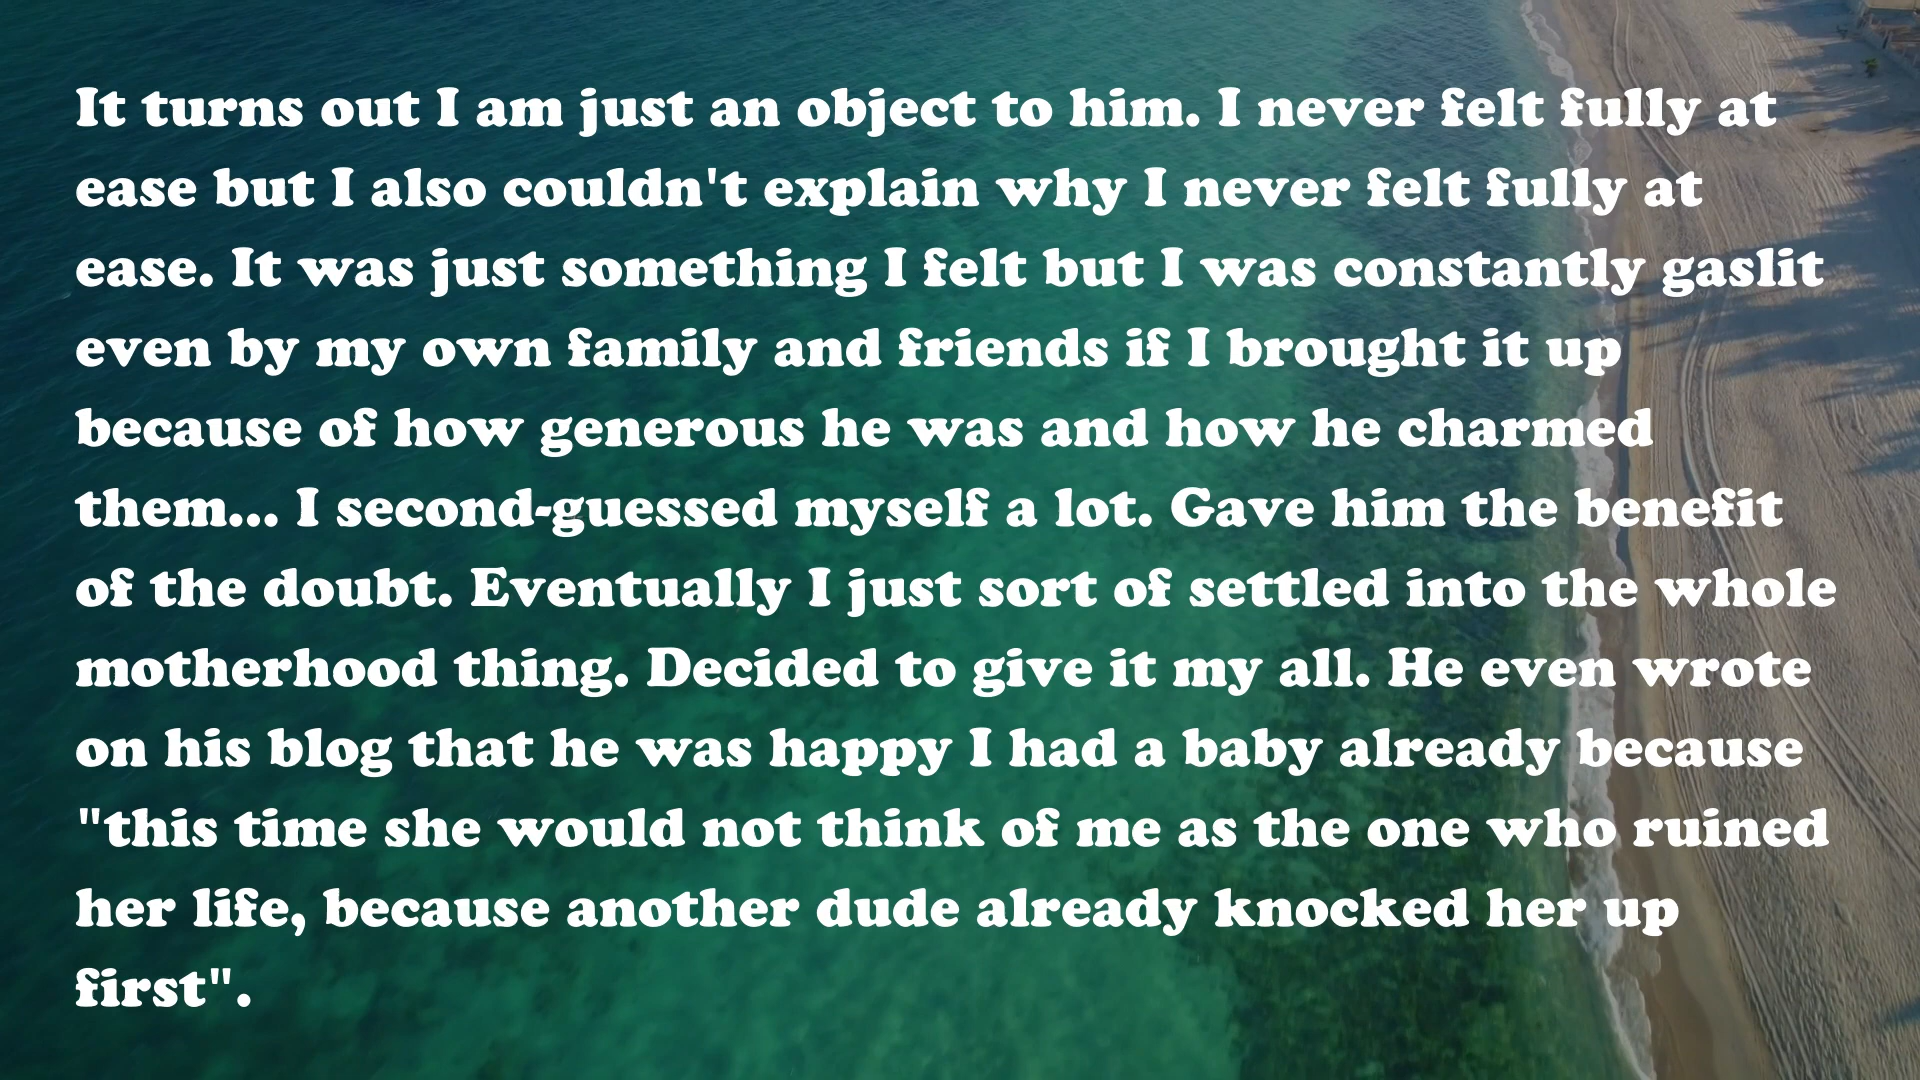 It turns out I am just an object to him. I never felt fully at
ease but I also couldn't explain why I never felt fully at
ease. It was just something I felt but I was constantly gaslit
even by my own family and friends if I brought it up
because of how generous he was and how he charmed
them... I second-guessed myself a lot. Gave him the benefit
of the doubt. Eventually I just sort of settled into the whole
motherhood thing. Decided to give it my all. He even wrote
on his blog that he was happy I had a baby already because
"this time she would not think of me as the one who ruined
her life, because another dude already knocked her up
first".